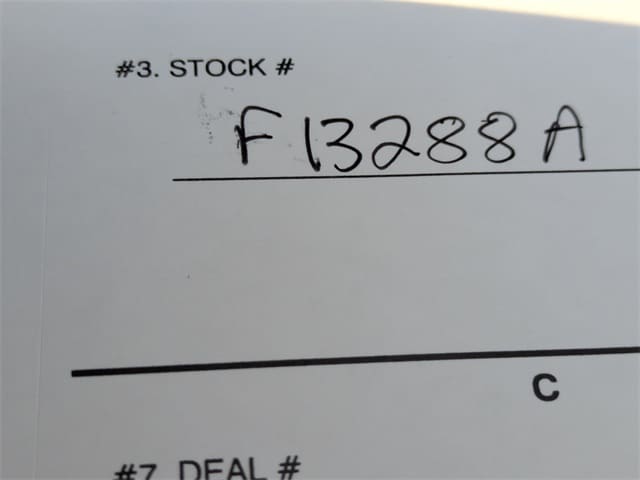 #3. STOCK #
F13288A
C
#7 DEAL #